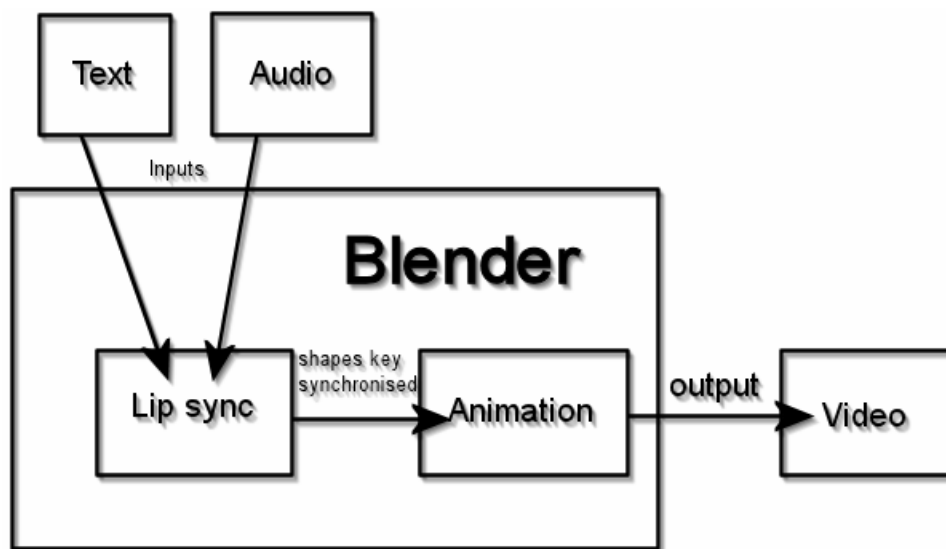 Text
Audio
Inputs
Blender
shapes key
synchronised
Lip sync
Animation
output
Video